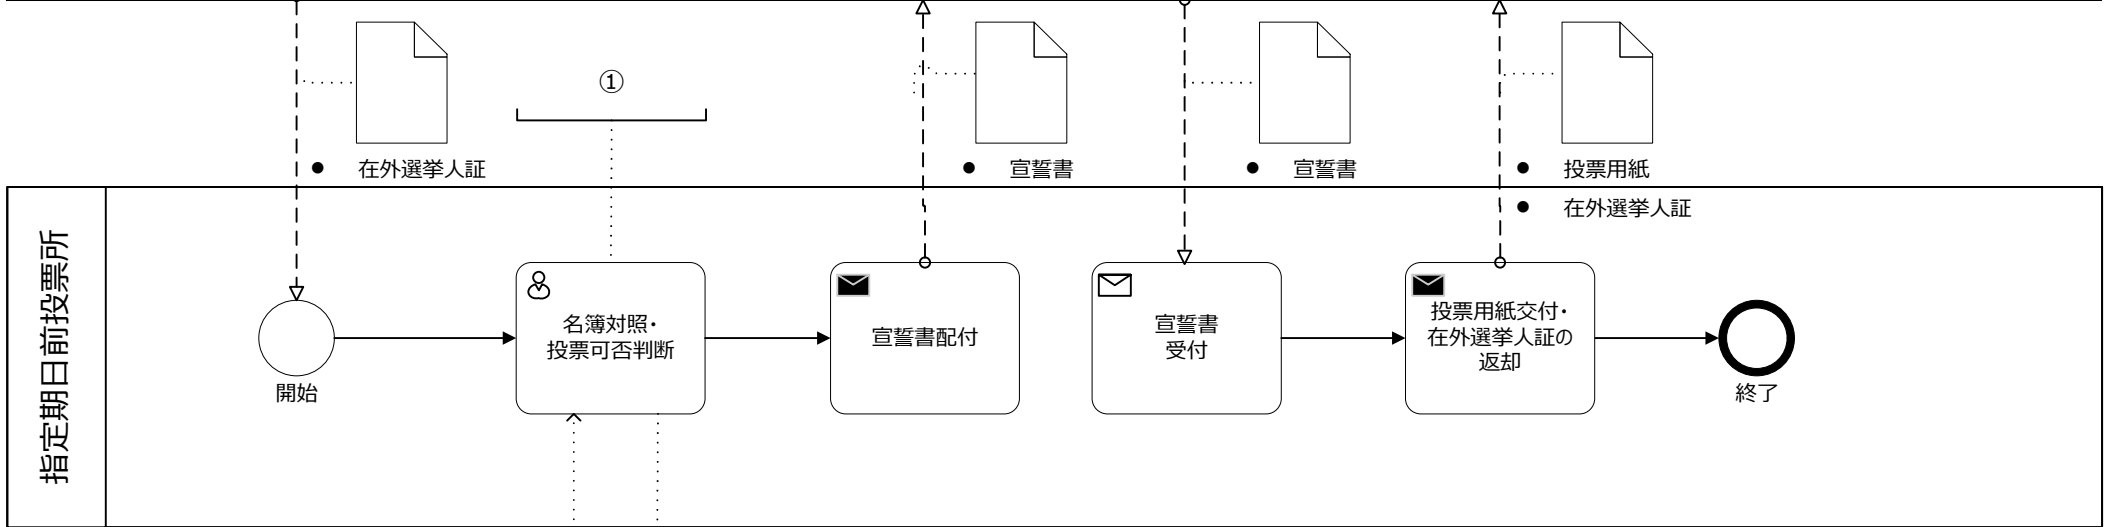 ①
● 在外選挙人証
● 宣誓書
● 宣誓書
● 投票用紙
● 在外選挙人証
指定期日前投票所
開始
名簿対照・
投票可否判断
宣誓書配付
宣誓書
受付
投票用紙交付・
在外選挙人証の
返却
終了